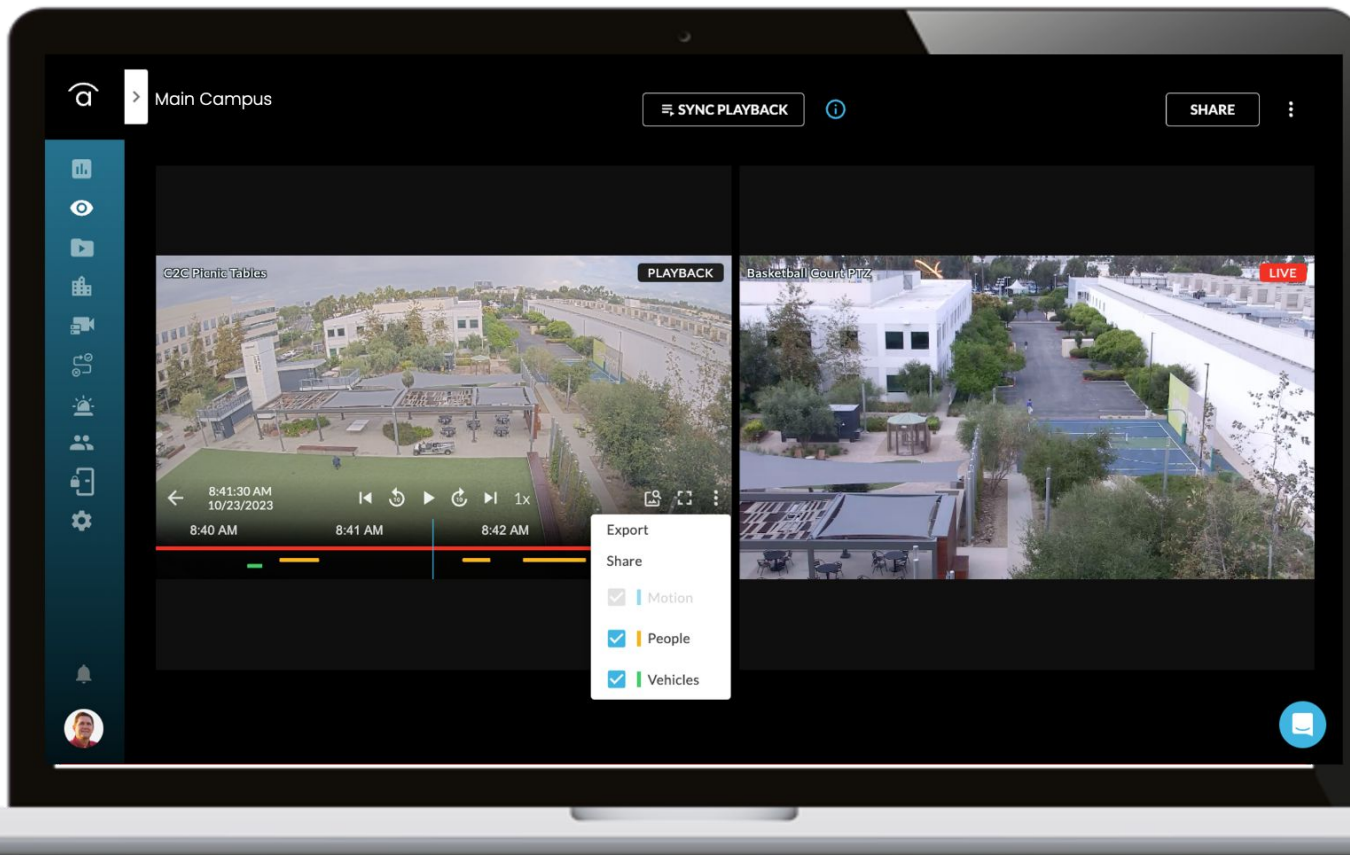 Main Campus
SYNC PLAYBACK
SHARE
C2C Picnic Tables
PLAYBACK
Basketball Court PTZ
LIVE
8:41:30 AM
10/23/2023
1x
8:40 AM
8:41 AM
8:42 AM
Export
Share
Motion
People
Vehicles